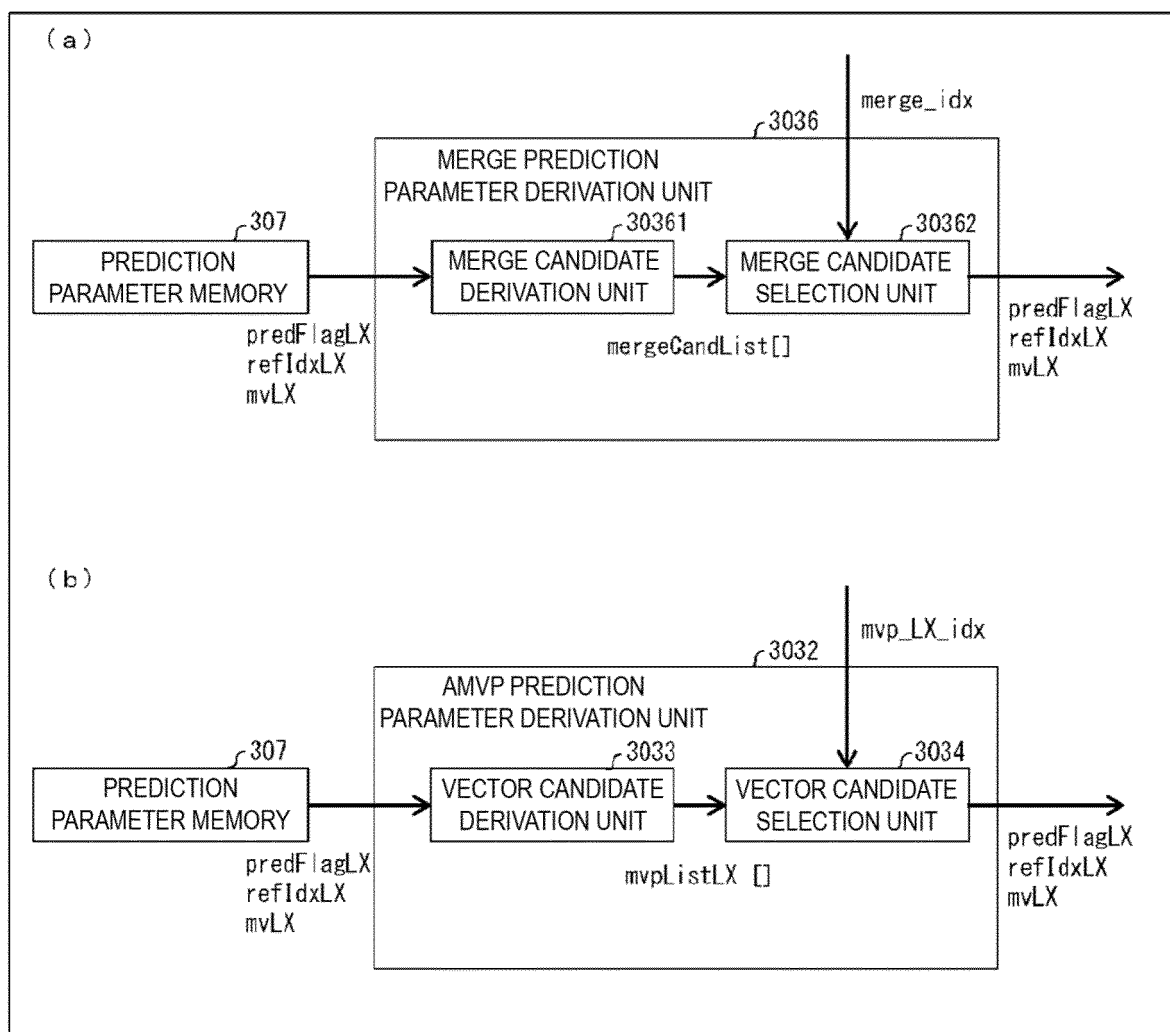 (a)
merge_idx
3036
MERGE PREDICTION
PARAMETER DERIVATION UNIT
307
30361
30362
PREDICTION
PARAMETER MEMORY
MERGE CANDIDATE
DERIVATION UNIT
MERGE CANDIDATE
SELECTION UNIT
predFlagLX
refIdxLX
mvLX
mergeCandList[]
predFlagLX
refIdxLX
mvLX
(b)
mvp_LX_idx
3032
AMVP PREDICTION
PARAMETER DERIVATION UNIT
307
3033
3034
PREDICTION
PARAMETER MEMORY
VECTOR CANDIDATE
DERIVATION UNIT
VECTOR CANDIDATE
SELECTION UNIT
predFlagLX
refIdxLX
mvLX
mvpListLX []
predFlagLX
refIdxLX
mvLX